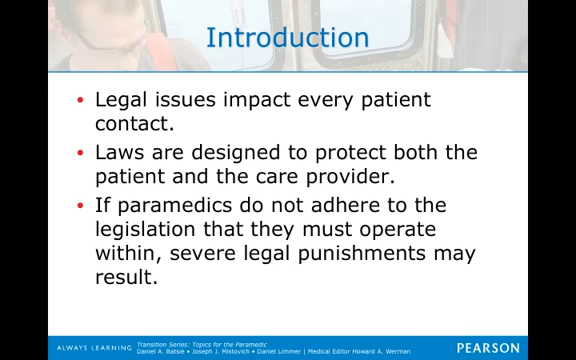 Introduction
• Legal issues impact every patient
contact.
• Laws are designed to protect both the
patient and the care provider.
• If paramedics do not adhere to the
legislation that they must operate
within, severe legal punishments may
result.
ALWAYS LEARNING
Transition Series: Topics for the Paramedic
Daniel A. Batsie • Joseph J. Mistovich • Daniel Limmer | Medical Editor Howard A. Werman
PEARSON